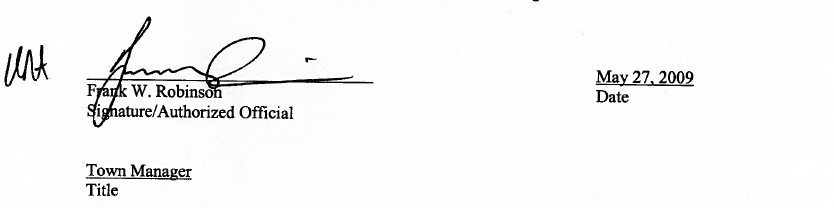 Frank W. Robinson
Signature/Authorized Official
May 27, 2009
Date
Town Manager
Title